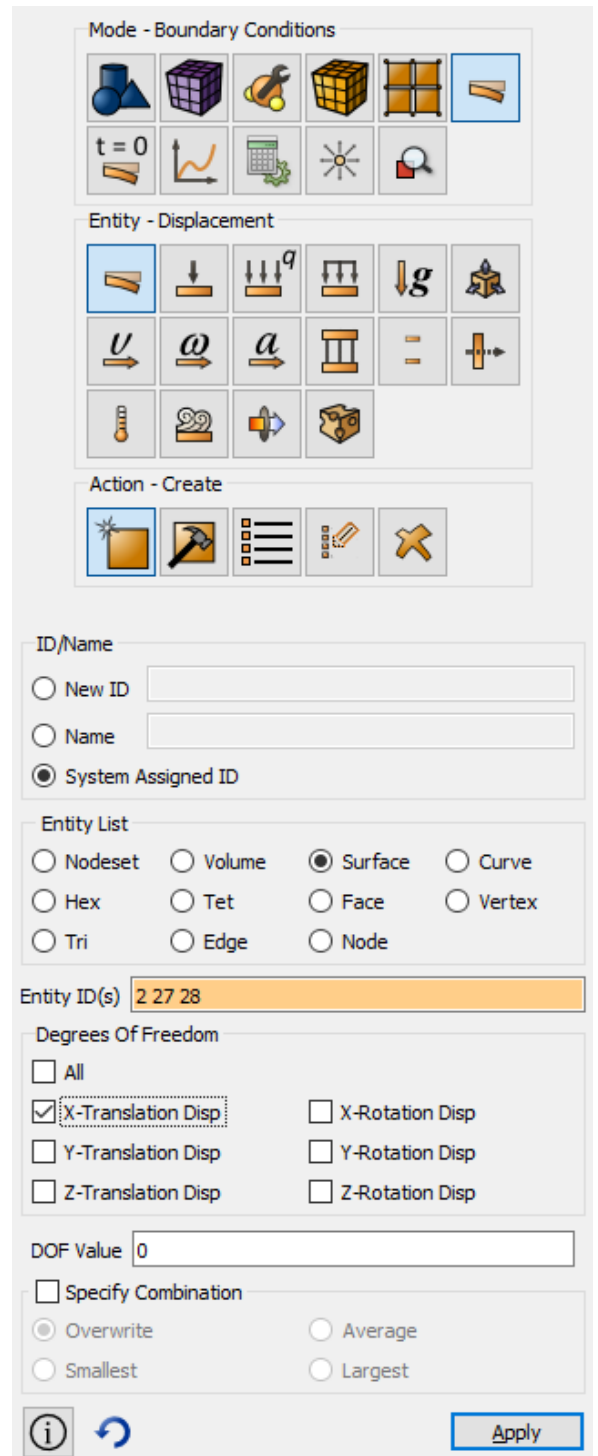 Mode - Boundary Conditions
t = 0
Entity - Displacement
q
g
υ ω a
Action - Create
ID/Name
New ID
Name
System Assigned ID
Entity List
Nodeset Volume Surface Curve
Hex Tet Face Vertex
Tri Edge Node
Entity ID(s) 2 27 28
Degrees Of Freedom
All
X-Translation Disp X-Rotation Disp
Y-Translation Disp Y-Rotation Disp
Z-Translation Disp Z-Rotation Disp
DOF Value 0
Specify Combination
Overwrite Average
Smallest Largest
i Apply